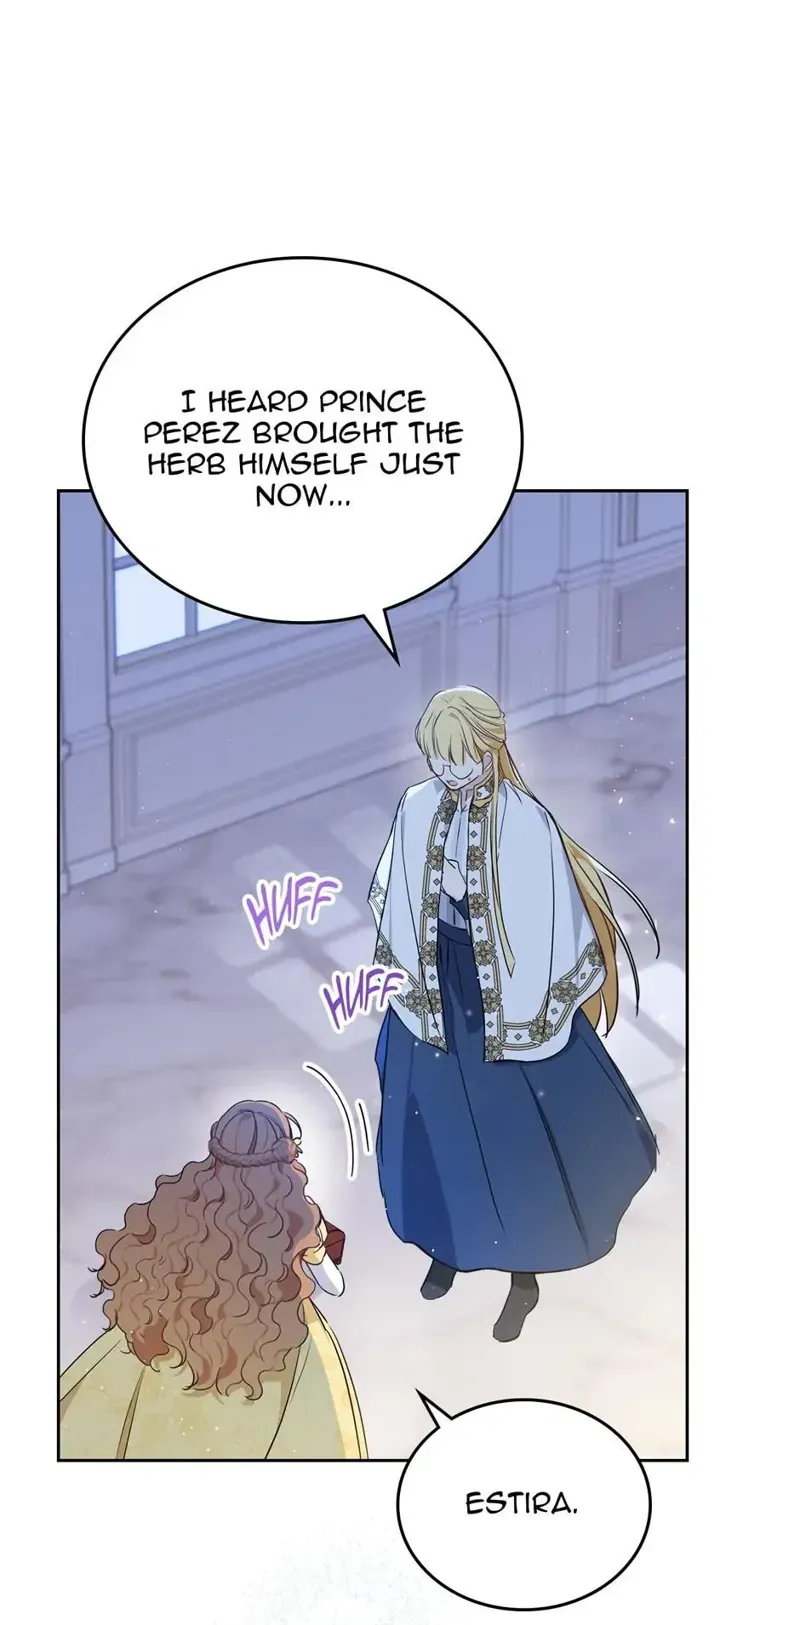 I HEARD PRINCE
PEREZ BROUGHT THE
HERB HIMSELF JUST
NOW...
HUFF
HUFF
ESTIRA.